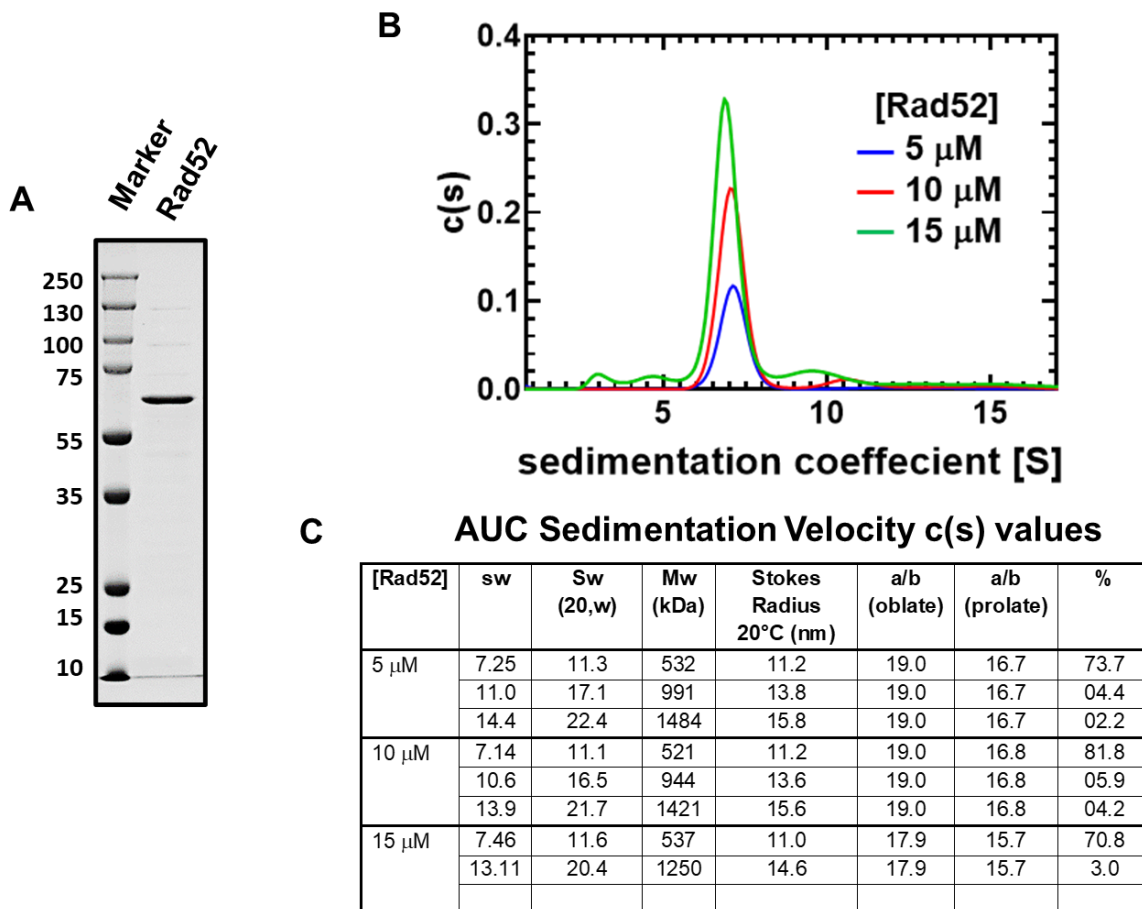 A
Marker
Rad52
250
130
100
75
55
35
25
15
10
B
0.4
0.3
0.2
0.1
0.0
c(s)
[Rad52]
5 μM
10 μM
15 μM
5 10 15
sedimentation coeffecient [S]
C
AUC Sedimentation Velocity c(s) values
[Rad52] sw Sw (20,w) Mw (kDa) Stokes Radius 20°C (nm) a/b (oblate) a/b (prolate) %
5 μM 7.25 11.3 532 11.2 19.0 16.7 73.7
11.0 17.1 991 13.8 19.0 16.7 04.4
14.4 22.4 1484 15.8 19.0 16.7 02.2
10 μM 7.14 11.1 521 11.2 19.0 16.8 81.8
10.6 16.5 944 13.6 19.0 16.8 05.9
13.9 21.7 1421 15.6 19.0 16.8 04.2
15 μM 7.46 11.6 537 11.0 17.9 15.7 70.8
13.11 20.4 1250 14.6 17.9 15.7 3.0